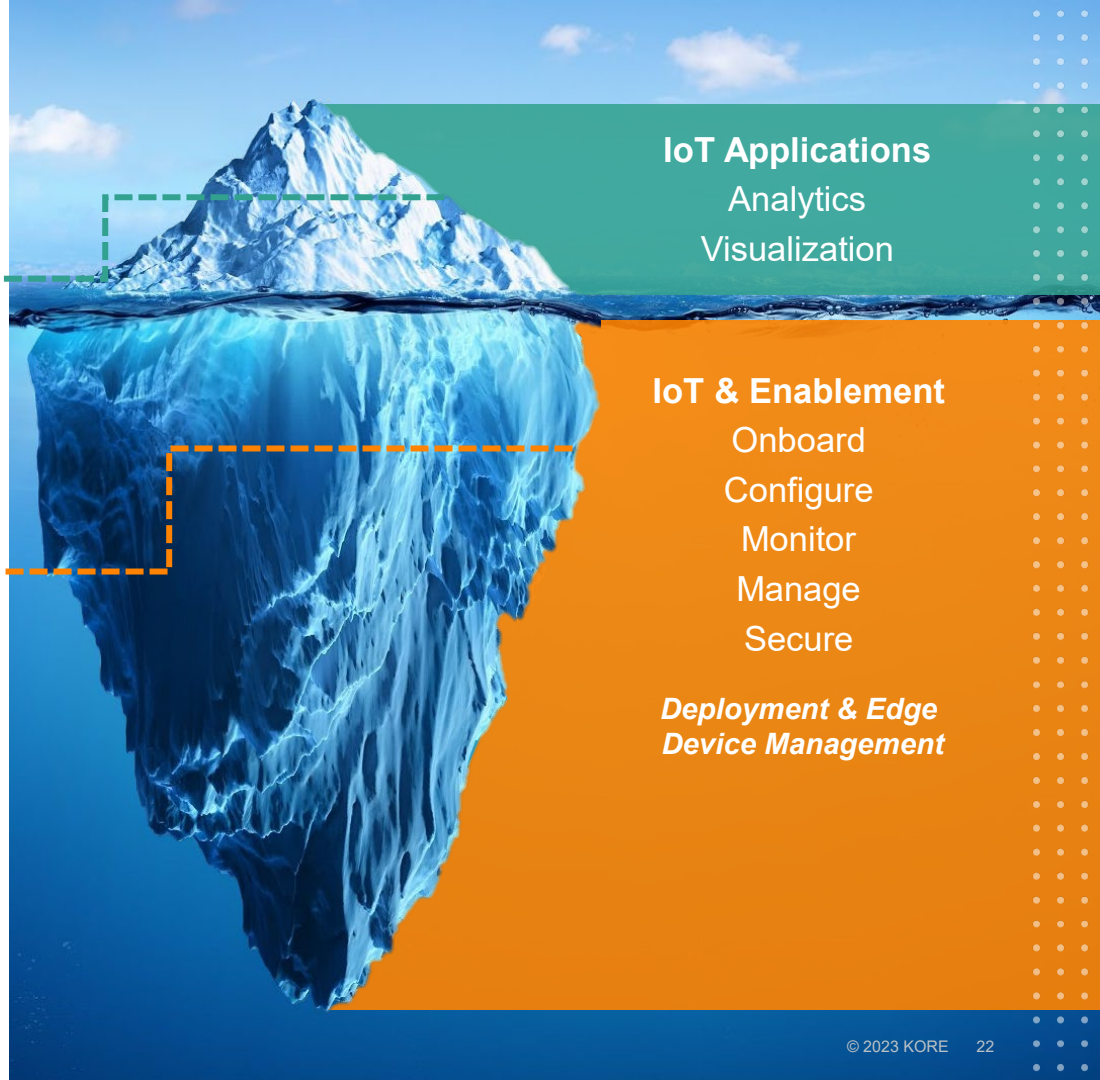 IoT Applications
Analytics
Visualization
IoT & Enablement
Onboard
Configure
Monitor
Manage
Secure
Deployment & Edge
Device Management
© 2023 KORE 22